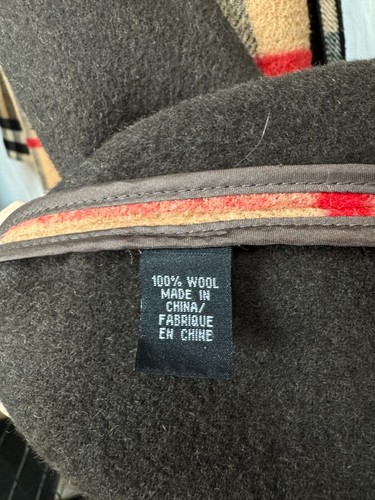 100% WOOL
MADE IN
CHINA/
FABRIQUE
EN CHINE